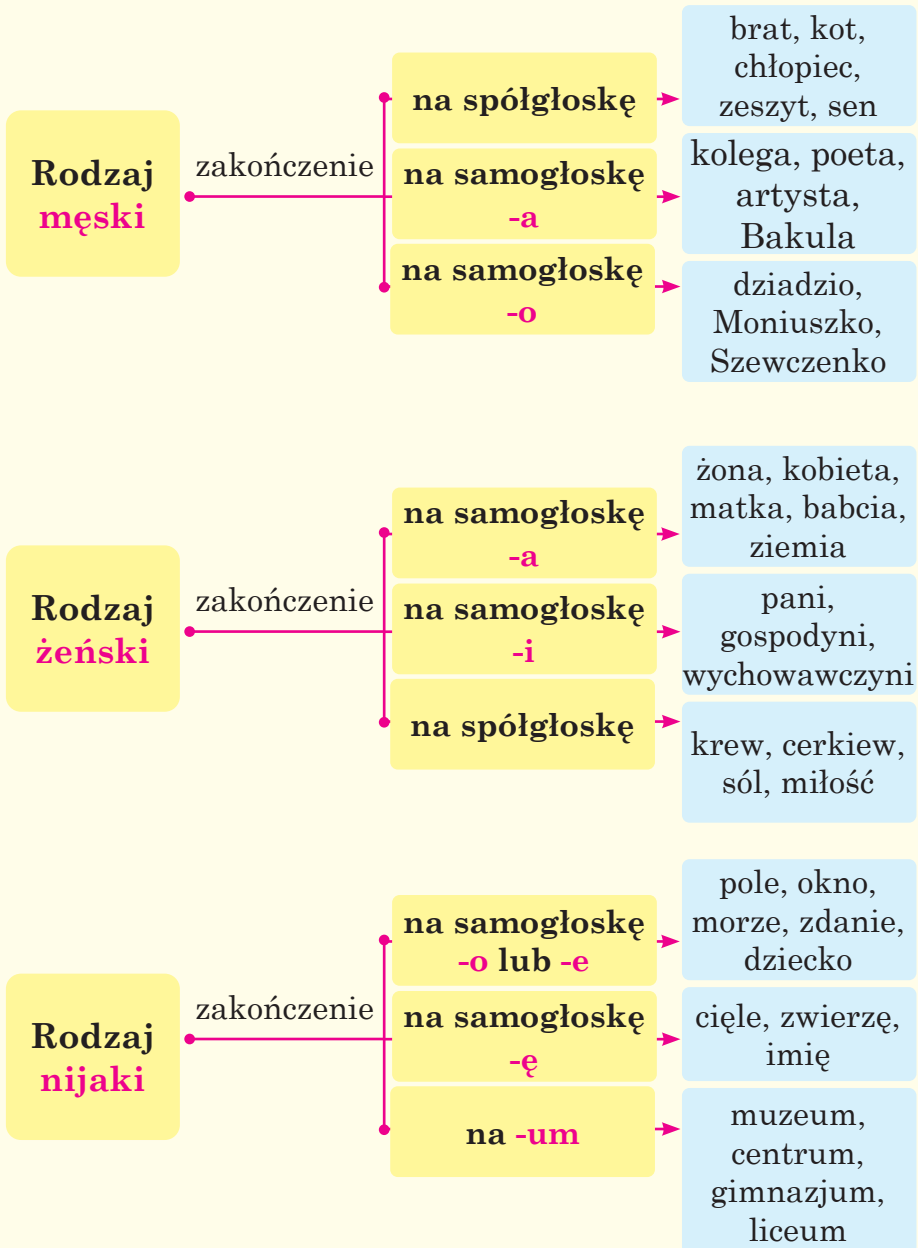 Rodzaj
męski
zakończenie
na spółgłoskę
brat, kot,
chłopiec,
zeszyt, sen
na samogłoskę
-a
kolega, poeta,
artysta,
Bakula
na samogłoskę
-o
dziadzio,
Moniuszko,
Szewczenko
Rodzaj
żeński
zakończenie
na samogłoskę
-a
żona, kobieta,
matka, babcia,
ziemia
na samogłoskę
-i
pani,
gospodyni,
wychowawczyni
na spółgłoskę
krew, cerkiew,
sól, miłość
Rodzaj
nijaki
zakończenie
na samogłoskę
-o lub -e
pole, okno,
morze, zdanie,
dziecko
na samogłoskę
-ę
cięle, zwierzę,
imię
na -um
muzeum,
centrum,
gimnazjum,
liceum